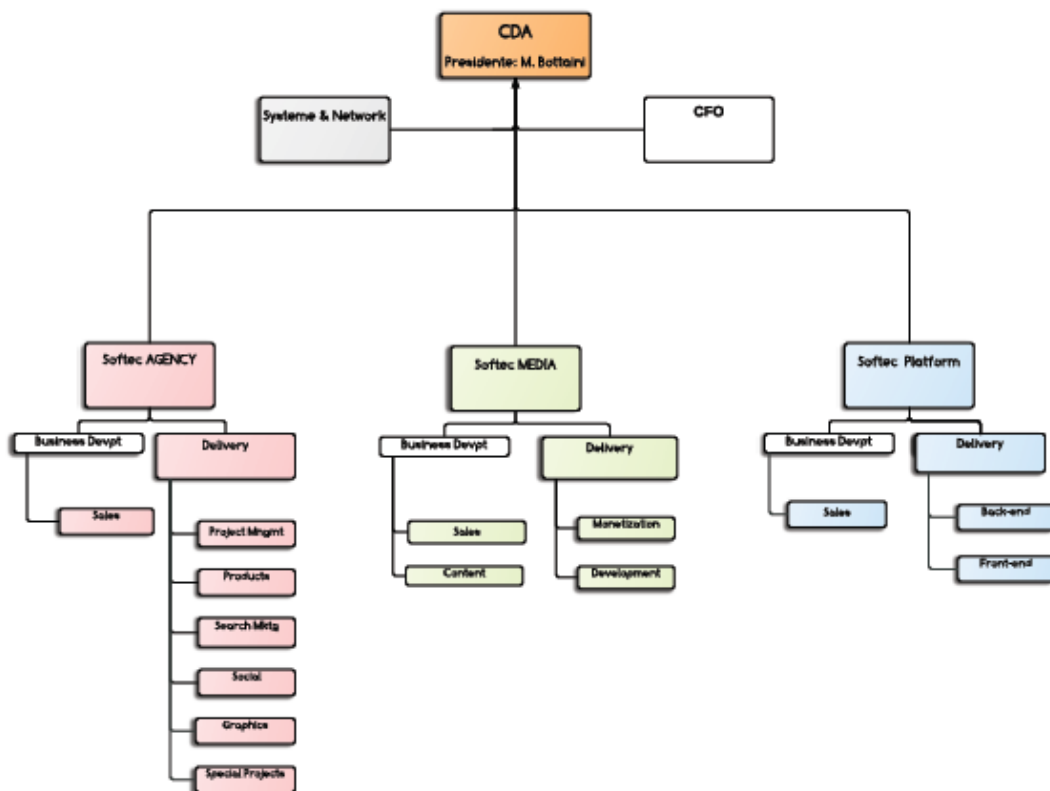 CDA
Presidente: M. Bottaini
Systems & Network
CFO
Softec AGENCY
Softec MEDIA
Softec Platform
Business Devpt
Delivery
Business Devpt
Delivery
Business Devpt
Delivery
Sales
Project Mngmt
Products
Search Mktg
Social
Graphics
Special Projects
Sales
Content
Monetization
Development
Sales
Back-end
Front-end